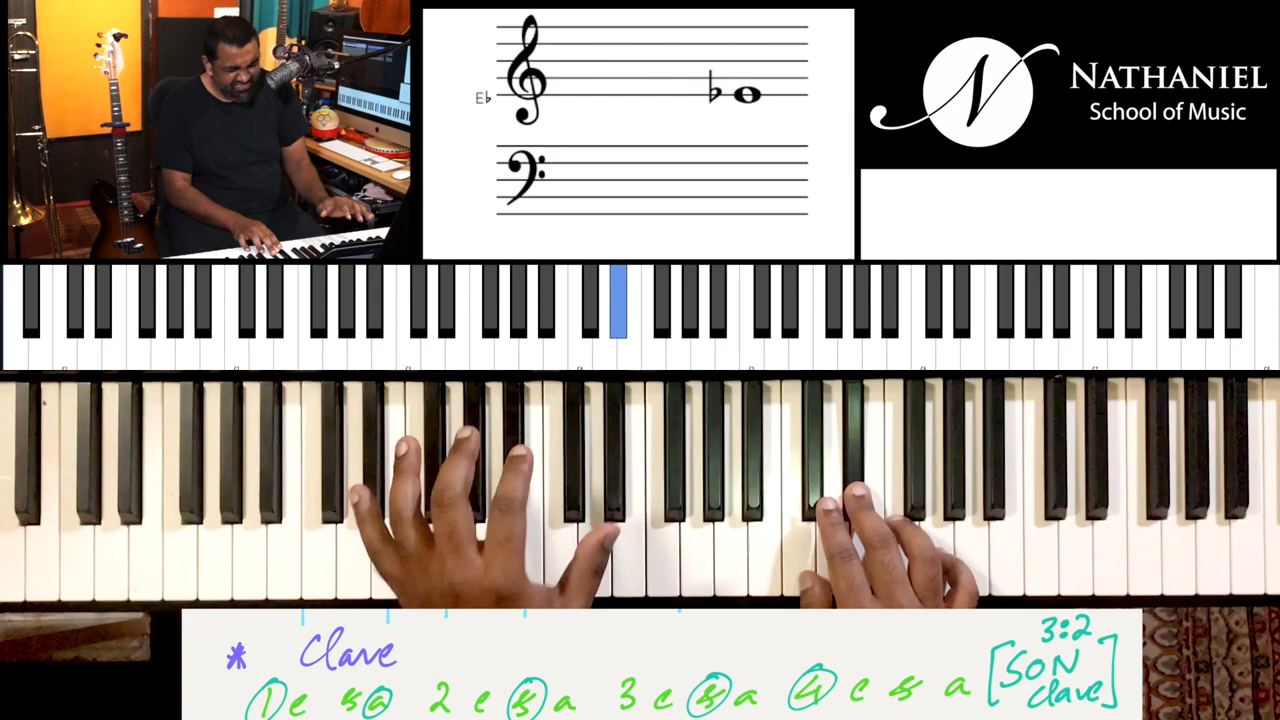 E♭
NATHANIEL
School of Music
* Clave
3:2
1 e & a 2 e & a 3 e & a 4 e & a [SON
clave]